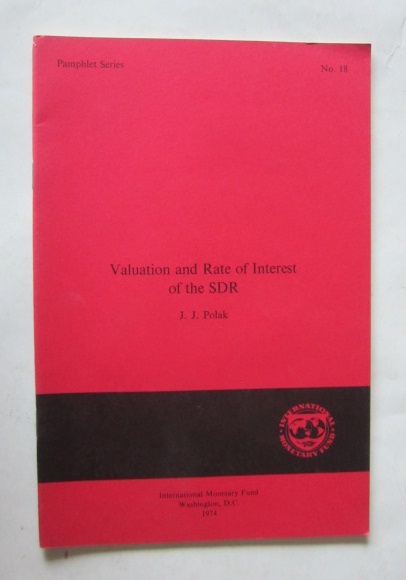 Pamphlet Series
No. 18
Valuation and Rate of Interest
of the SDR
J. J. Polak
INTERNATIONAL
MONETARY FUND
International Monetary Fund
Washington, D.C.
1974